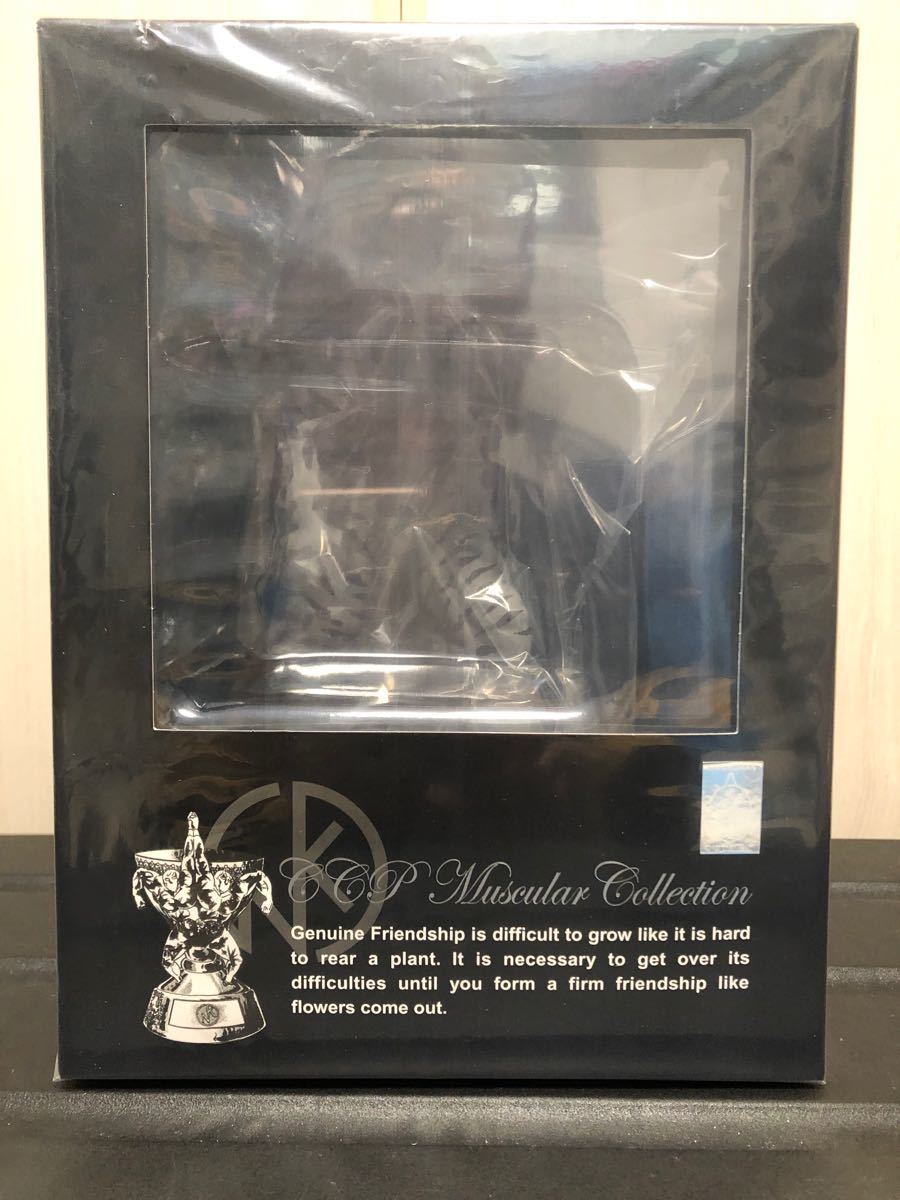 CCP Muscular Collection
Genuine Friendship is difficult to grow like it is hard
to rear a plant. It is necessary to get over its
difficulties until you form a firm friendship like
flowers come out.